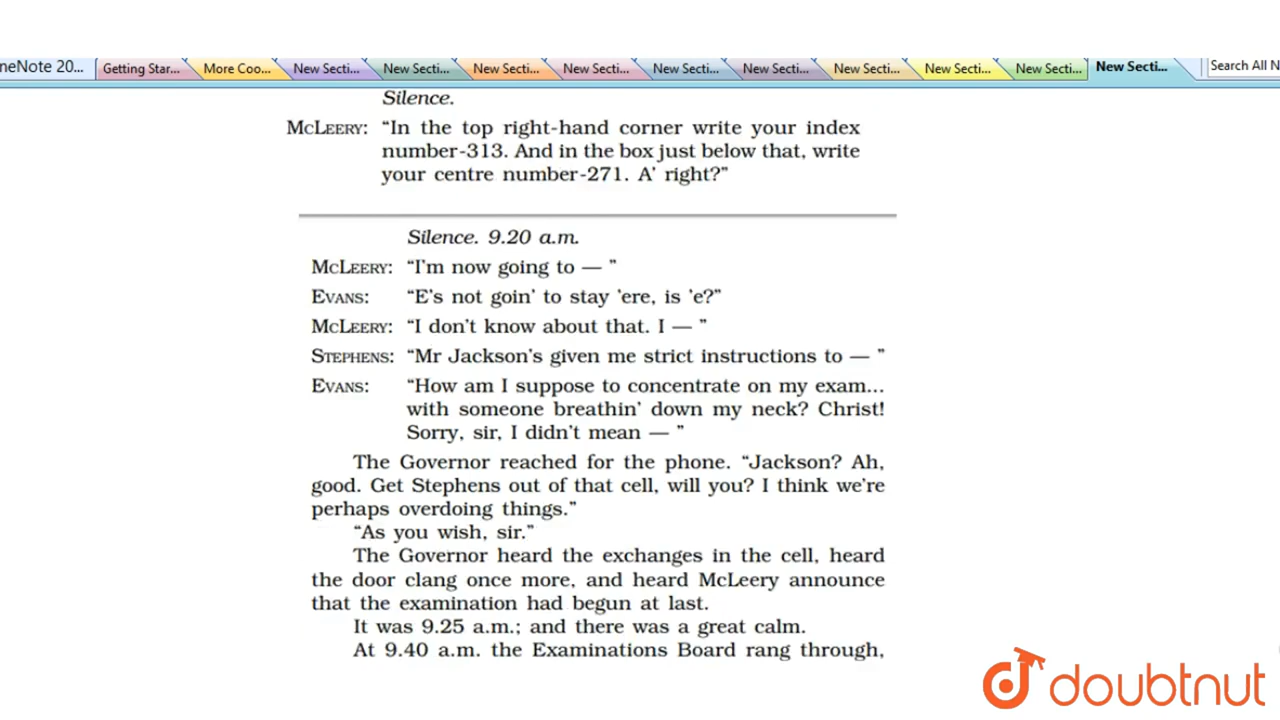 neNote 20... Getting Star... More Coo... New Secti... New Secti... New Secti... New Secti... New Secti... New Secti... New Secti... New Secti... New Secti... New Secti... Search All N
Silence.
MCLEERY: “In the top right-hand corner write your index
number-313. And in the box just below that, write
your centre number-271. A’ right?”
Silence. 9.20 a.m.
MCLEERY: “I’m now going to — ”
EVANS: “E’s not goin’ to stay ’ere, is ’e?”
MCLEERY: “I don’t know about that. I — ”
STEPHENS: “Mr Jackson’s given me strict instructions to — ”
EVANS: “How am I suppose to concentrate on my exam...
with someone breathin’ down my neck? Christ!
Sorry, sir, I didn’t mean — ”
The Governor reached for the phone. “Jackson? Ah,
good. Get Stephens out of that cell, will you? I think we’re
perhaps overdoing things.”
“As you wish, sir.”
The Governor heard the exchanges in the cell, heard
the door clang once more, and heard McLeery announce
that the examination had begun at last.
It was 9.25 a.m.; and there was a great calm.
At 9.40 a.m. the Examinations Board rang through,
doubtnut